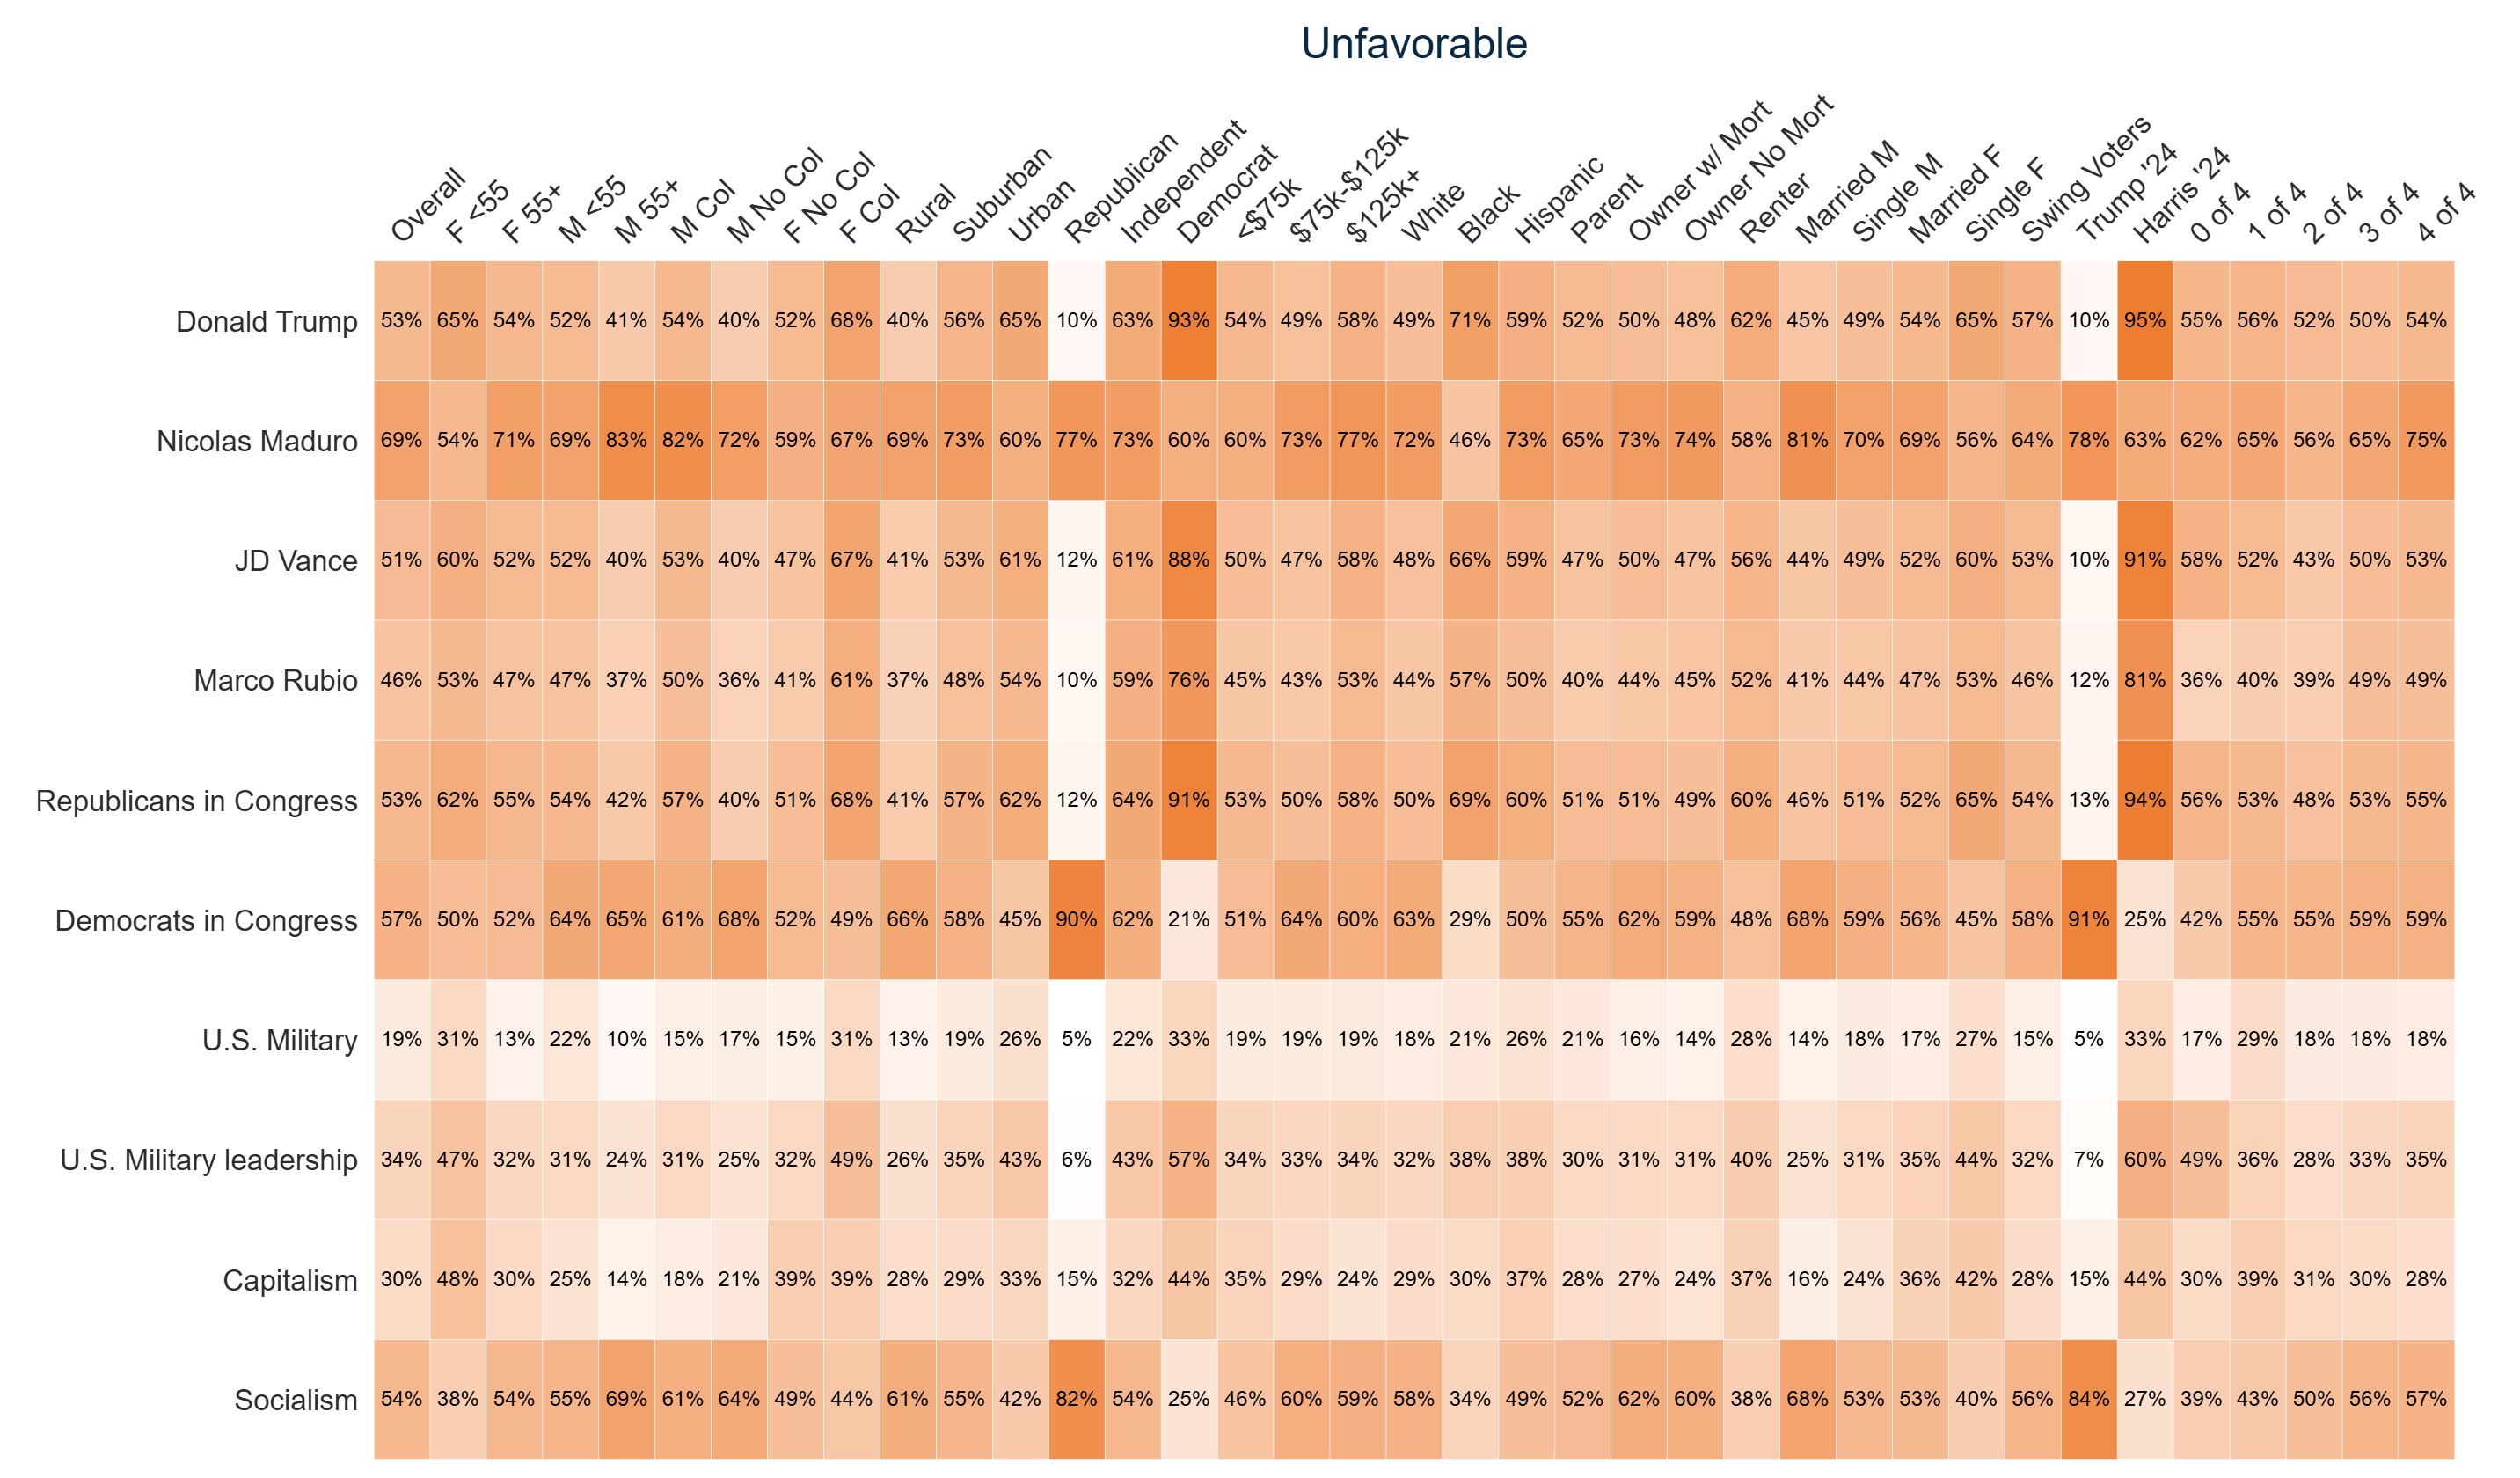 Unfavorable
Overall F <55 F 55+ M <55 M 55+ M Col M No Col F No Col F Col Rural Suburban Urban Republican Independent Democrat <$75k $75k-$125k $125k+ White Black Hispanic Parent Owner w/ Mort Owner No Mort Renter Married M Single M Married F Single F Swing Voters Trump '24 Harris '24 0 of 4 1 of 4 2 of 4 3 of 4 4 of 4
Donald Trump 53% 65% 54% 52% 41% 54% 40% 52% 68% 40% 56% 65% 10% 63% 93% 54% 49% 58% 49% 71% 59% 52% 50% 48% 62% 45% 49% 54% 65% 57% 10% 95% 55% 56% 52% 50% 54%
Nicolas Maduro 69% 54% 71% 69% 83% 82% 72% 59% 67% 69% 73% 60% 77% 73% 60% 60% 73% 77% 72% 46% 73% 65% 73% 74% 58% 81% 70% 69% 56% 64% 78% 63% 62% 65% 56% 65% 75%
JD Vance 51% 60% 52% 52% 40% 53% 40% 47% 67% 41% 53% 61% 12% 61% 88% 50% 47% 58% 48% 66% 59% 47% 50% 47% 56% 44% 49% 52% 60% 53% 10% 91% 58% 52% 43% 50% 53%
Marco Rubio 46% 53% 47% 47% 37% 50% 36% 41% 61% 37% 48% 54% 10% 59% 76% 45% 43% 53% 44% 57% 50% 40% 44% 45% 52% 41% 44% 47% 53% 46% 12% 81% 36% 40% 39% 49% 49%
Republicans in Congress 53% 62% 55% 54% 42% 57% 40% 51% 68% 41% 57% 62% 12% 64% 91% 53% 50% 58% 50% 69% 60% 51% 51% 49% 60% 46% 51% 52% 65% 54% 13% 94% 56% 53% 48% 53% 55%
Democrats in Congress 57% 50% 52% 64% 65% 61% 68% 52% 49% 66% 58% 45% 90% 62% 21% 51% 64% 60% 63% 29% 50% 55% 62% 59% 48% 68% 59% 56% 45% 58% 91% 25% 42% 55% 55% 59% 59%
U.S. Military 19% 31% 13% 22% 10% 15% 17% 15% 31% 13% 19% 26% 5% 22% 33% 19% 19% 19% 18% 21% 26% 21% 16% 14% 28% 14% 18% 17% 27% 15% 5% 33% 17% 29% 18% 18% 18%
U.S. Military leadership 34% 47% 32% 31% 24% 31% 25% 32% 49% 26% 35% 43% 6% 43% 57% 34% 33% 34% 32% 38% 38% 30% 31% 31% 40% 25% 31% 35% 44% 32% 7% 60% 49% 36% 28% 33% 35%
Capitalism 30% 48% 30% 25% 14% 18% 21% 39% 39% 28% 29% 33% 15% 32% 44% 35% 29% 24% 29% 30% 37% 28% 27% 24% 37% 16% 24% 36% 42% 28% 15% 44% 30% 39% 31% 30% 28%
Socialism 54% 38% 54% 55% 69% 61% 64% 49% 44% 61% 55% 42% 82% 54% 25% 46% 60% 59% 58% 34% 49% 52% 62% 60% 38% 68% 53% 53% 40% 56% 84% 27% 39% 43% 50% 56% 57%